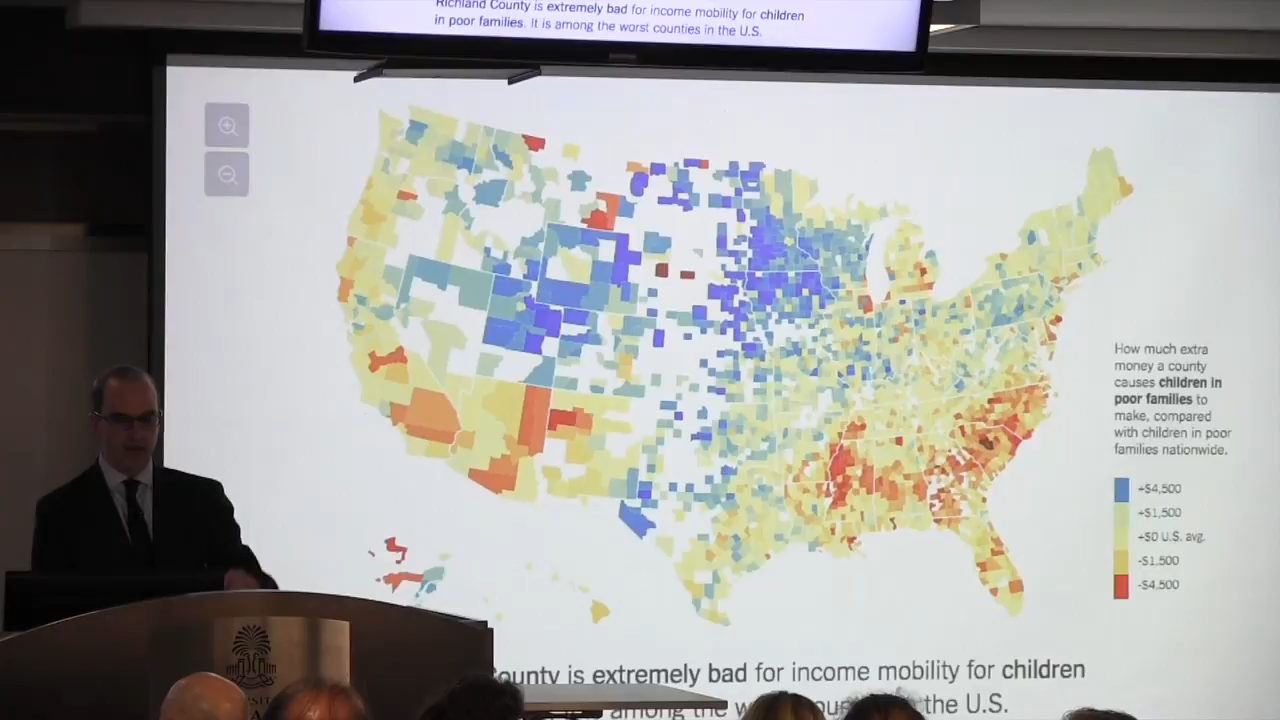 Richland County is extremely bad for income mobility for children
in poor families. It is among the worst counties in the U.S.
How much extra
money a county
causes children in
poor families to
make, compared
with children in poor
families nationwide.
+$4,500
+$1,500
+$0 U.S. avg.
-$1,500
-$4,500
County is extremely bad for income mobility for children
among the the U.S.